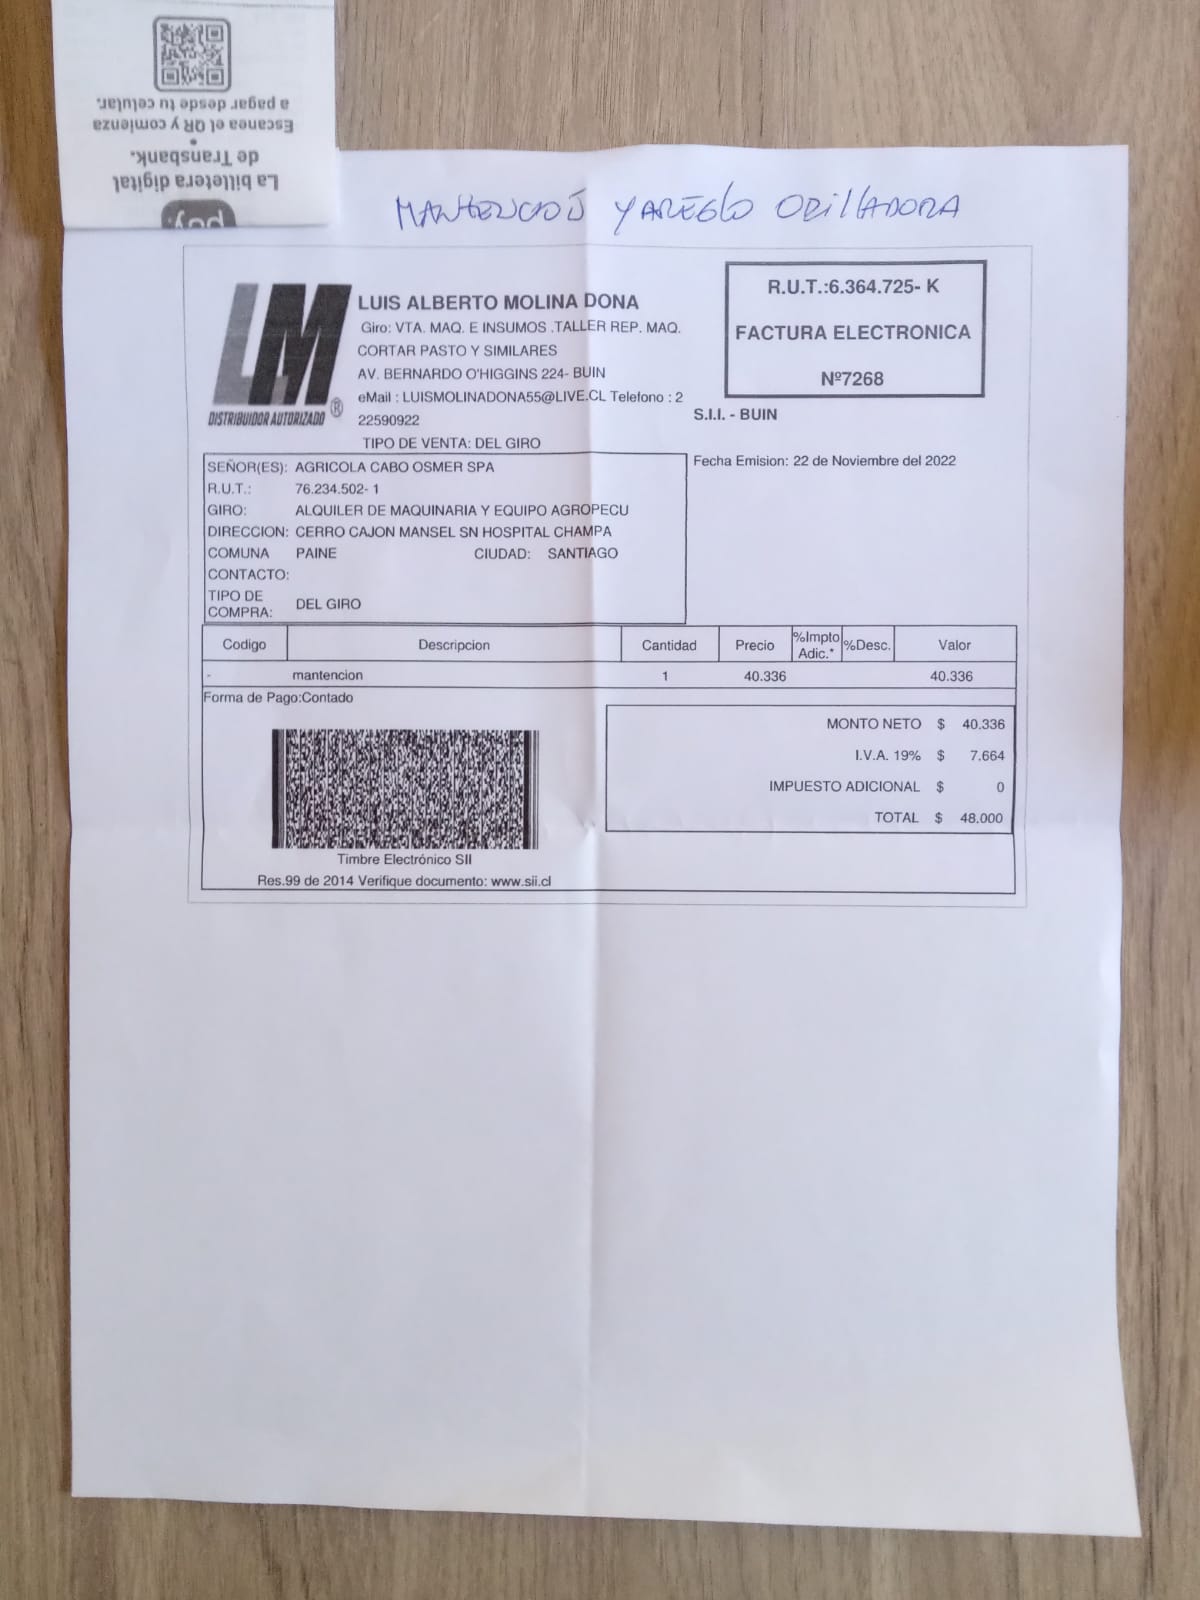 La billetera digital
de Transbank.
Escanea el QR y comienza
a pagar desde tu celular.
MANTENCIÓN Y AREGLO ORILLADORA
LM
DISTRIBUIDOR AUTORIZADO ®
LUIS ALBERTO MOLINA DONA
Giro: VTA. MAQ. E INSUMOS .TALLER REP. MAQ.
CORTAR PASTO Y SIMILARES
AV. BERNARDO O'HIGGINS 224- BUIN
eMail : LUISMOLINADONA55@LIVE.CL Telefono : 2
22590922
TIPO DE VENTA: DEL GIRO
R.U.T.:6.364.725- K
FACTURA ELECTRONICA
Nº7268
S.I.I. - BUIN
Fecha Emision: 22 de Noviembre del 2022
SEÑOR(ES): AGRICOLA CABO OSMER SPA
R.U.T.: 76.234.502- 1
GIRO: ALQUILER DE MAQUINARIA Y EQUIPO AGROPECU
DIRECCION: CERRO CAJON MANSEL SN HOSPITAL CHAMPA
COMUNA PAINE CIUDAD: SANTIAGO
CONTACTO:
TIPO DE
COMPRA: DEL GIRO
Codigo Descripcion Cantidad Precio %Impto Adic.* %Desc. Valor
- mantencion 1 40.336 40.336
Forma de Pago:Contado
MONTO NETO $ 40.336
I.V.A. 19% $ 7.664
IMPUESTO ADICIONAL $ 0
TOTAL $ 48.000
Timbre Electrónico SII
Res.99 de 2014 Verifique documento: www.sii.cl